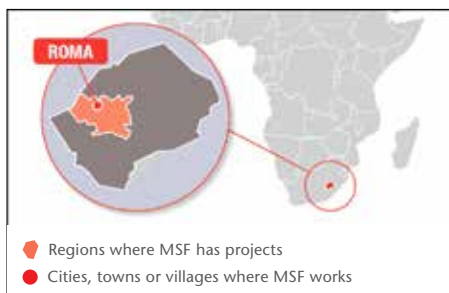 ROMA
Regions where MSF has projects
Cities, towns or villages where MSF works